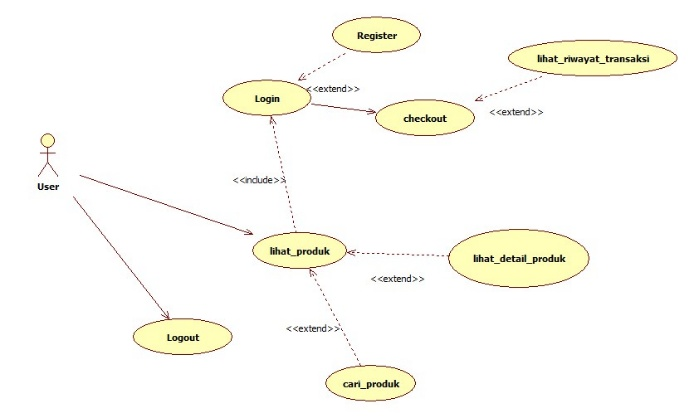 Register
lihat_riwayat_transaksi
<<extend>>
Login
<<extend>>
checkout
User
<<include>>
lihat_produk
lihat_detail_produk
<<extend>>
<<extend>>
Logout
cari_produk